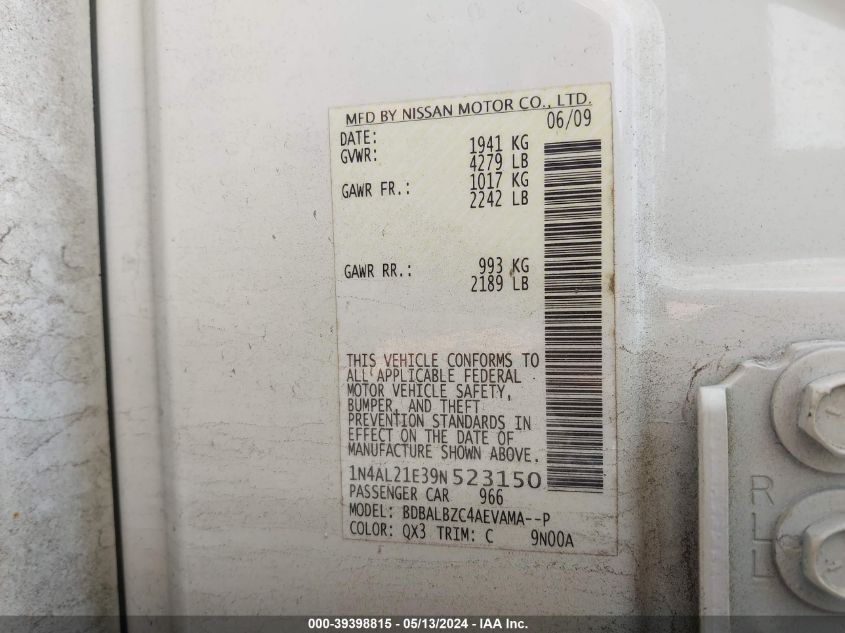 MFD BY NISSAN MOTOR CO., LTD.
DATE: 06/09
GVWR: 1941 KG
4279 LB
GAWR FR.: 1017 KG
2242 LB
GAWR RR.: 993 KG
2189 LB
THIS VEHICLE CONFORMS TO
ALL APPLICABLE FEDERAL
MOTOR VEHICLE SAFETY,
BUMPER, AND THEFT
PREVENTION STANDARDS IN
EFFECT ON THE DATE OF
MANUFACTURE SHOWN ABOVE.
1N4AL21E39N 523150
PASSENGER CAR 966
MODEL: BDBALBZC4AEVAMA--P
COLOR: QX3 TRIM: C 9N00A
RLL
000-39398815 - 05/13/2024 - IAA Inc.